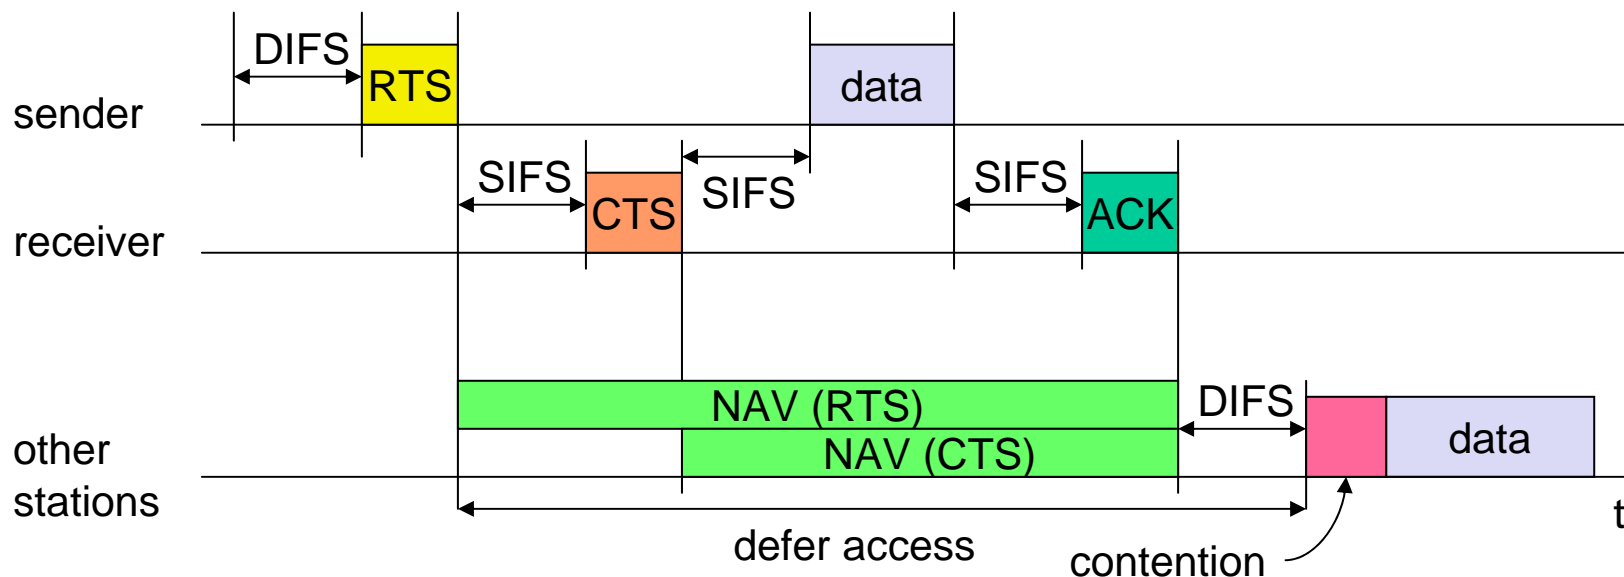 DIFS
RTS
data
sender
SIFS
CTS
SIFS
SIFS
ACK
receiver
NAV (RTS)
DIFS
NAV (CTS)
data
other
stations
t
defer access
contention